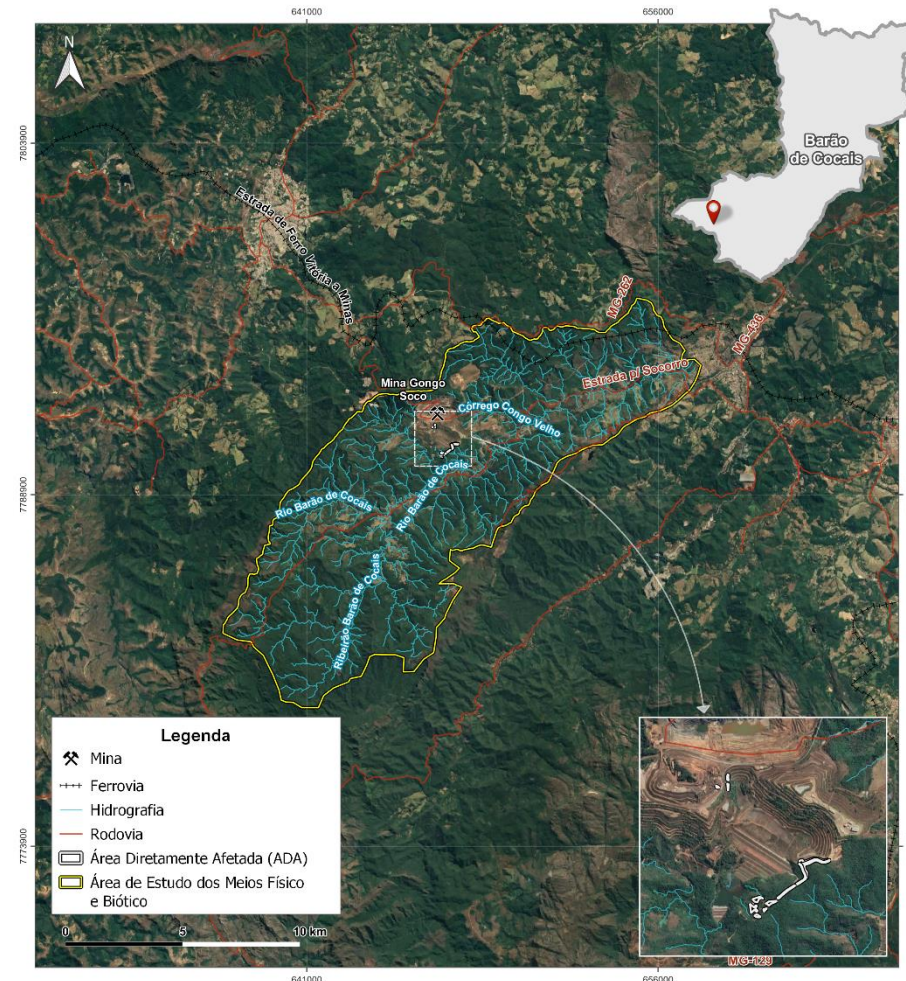 641000
656000
N
7803900
Barão
de Cocais
Estrada de Ferro Vitória a Minas
MG-262
MG-436
Estrada p/ Socorro
Mina Gongo
Soco
Córrego Congo Velho
7788900
Rio Barão de Cocais
Rio Barão de Cocais
Ribeirão Barão de Cocais
Legenda
Mina
Ferrovia
Hidrografia
Rodovia
Área Diretamente Afetada (ADA)
Área de Estudo dos Meios Físico
e Biótico
7773900
0 5 10 km
MG-129
641000
656000